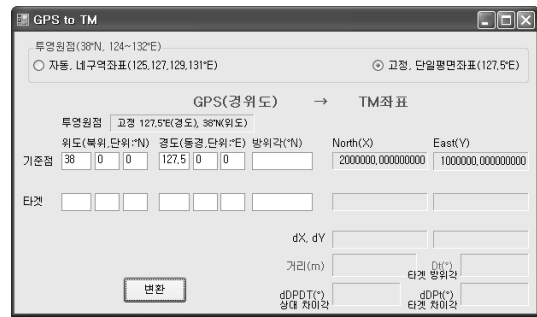 GPS to TM
투영원점(38°N, 124~132°E)
자동, 네구역좌표(125,127,129,131°E) 고정, 단일평면좌표(127,5°E)
GPS(경위도) → TM좌표
투영원점 고정 127,5°E(경도), 38°N(위도)
위도(북위,단위:°N) 경도(동경,단위:°E) 방위각(°N) North(X) East(Y)
기준점 38 0 0 127,5 0 0 2000000,000000000 1000000,000000000
타겟
dX, dY
거리(m) Dt(°)
타겟 방위각
변환 dDPDT(°) dDPt(°)
상대 차이각 타겟 차이각